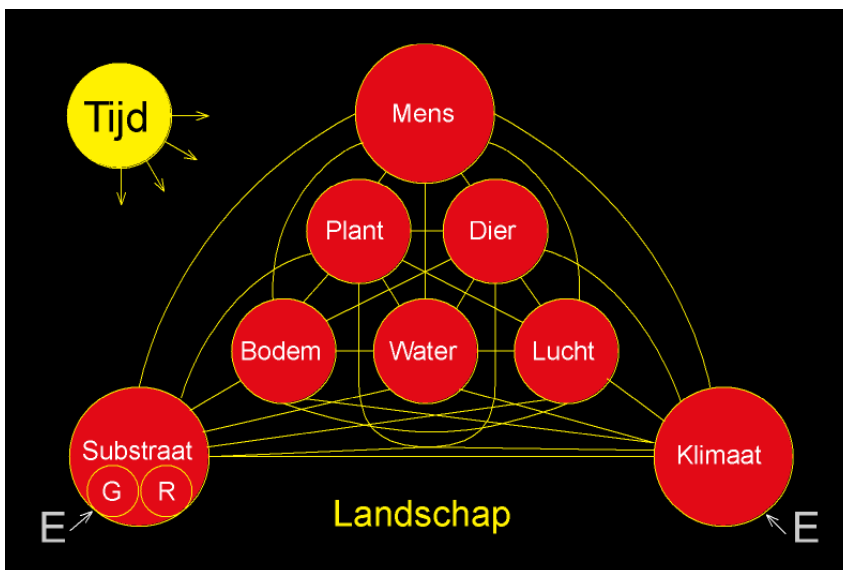 Tijd
Mens
Plant
Dier
Bodem
Water
Lucht
Substraat
G
R
Klimaat
E
Landschap
E